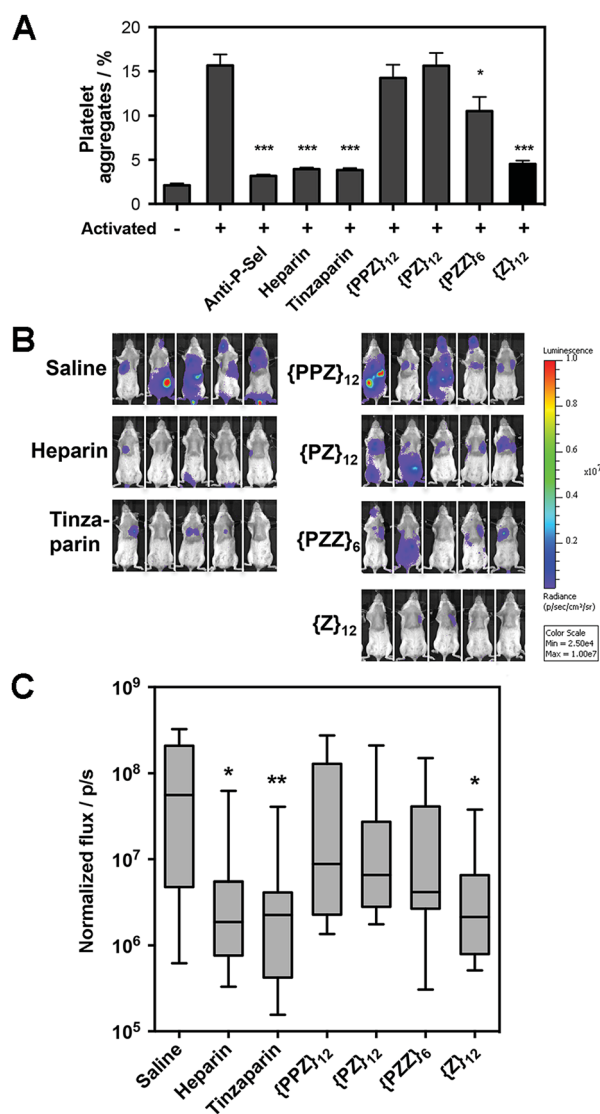 A
Platelet
aggregates / %
20
15
10
5
0
***
***
***
*
***
Activated - + + + + + + + +
Anti-P-Sel
Heparin
Tinzaparin
{PPZ}12
{PZ}12
{PZZ}6
{Z}12
B
Saline
Heparin
Tinza-
parin
{PPZ}12
{PZ}12
{PZZ}6
{Z}12
Luminescence
1.0
0.8
0.6
0.4
0.2
Radiance
(p/sec/cm²/sr)
Color Scale
Min = 2.50e4
Max = 1.00e7
C
Normalized flux / p/s
10⁹
10⁸
10⁷
10⁶
10⁵
*
**
*
Saline
Heparin
Tinzaparin
{PPZ}12
{PZ}12
{PZZ}6
{Z}12